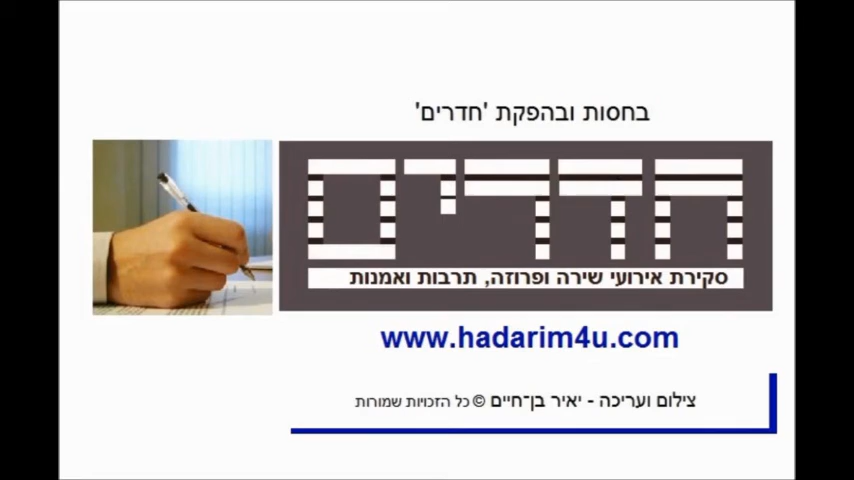 בחסות ובהפקת 'חדרים'
חדרים
סקירת אירועי שירה ופרוזה, תרבות ואמנות
www.hadarim4u.com
צילום ועריכה - יאיר בן־חיים © כל הזכויות שמורות